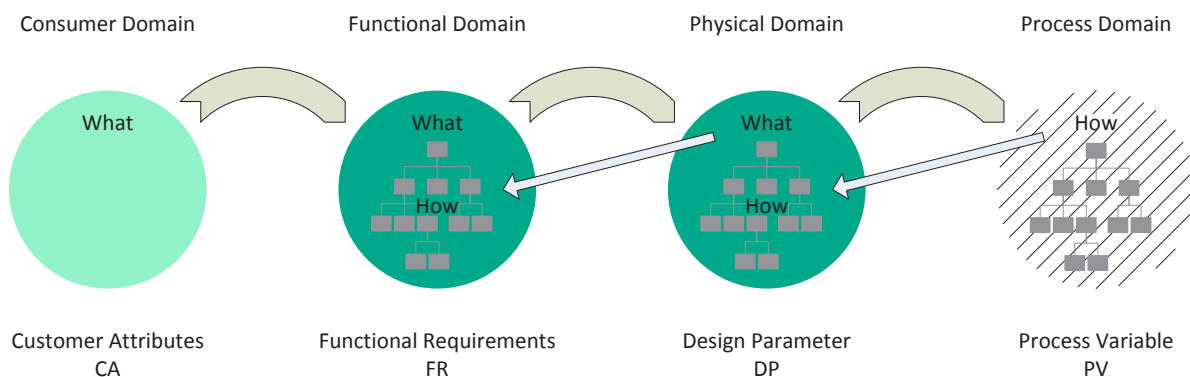 Consumer Domain
Functional Domain
Physical Domain
Process Domain
What
What
What
How
How
How
Customer Attributes
CA
Functional Requirements
FR
Design Parameter
DP
Process Variable
PV